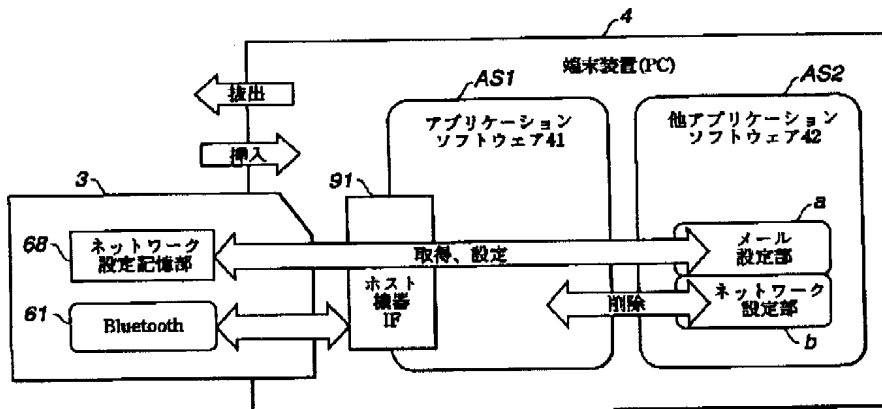 4
端末装置(PC)
抜出
挿入
AS1
アプリケーション
ソフトウェア41
AS2
他アプリケーション
ソフトウェア42
3
91
a
68
ネットワーク
設定記憶部
取得、設定
メール
設定部
61
Bluetooth
ホスト
機器
IF
削除
ネットワーク
設定部
b